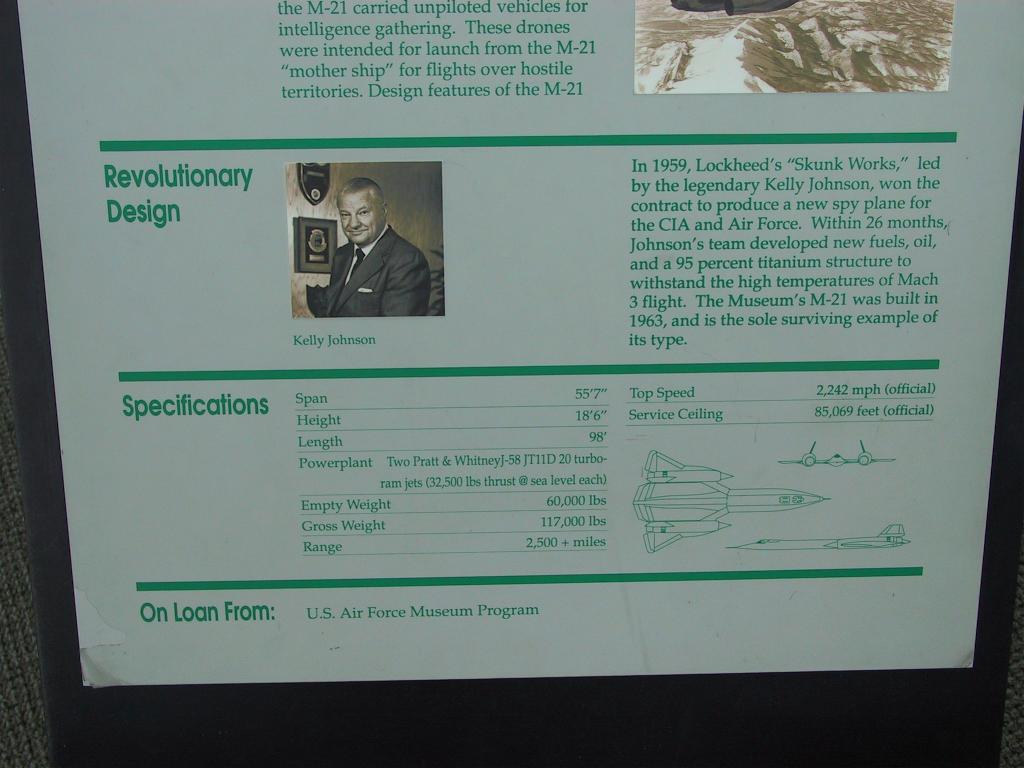 the M-21 carried unpiloted vehicles for
intelligence gathering. These drones
were intended for launch from the M-21
"mother ship" for flights over hostile
territories. Design features of the M-21
Revolutionary
Design
Kelly Johnson
In 1959, Lockheed's "Skunk Works," led
by the legendary Kelly Johnson, won the
contract to produce a new spy plane for
the CIA and Air Force. Within 26 months,
Johnson's team developed new fuels, oil,
and a 95 percent titanium structure to
withstand the high temperatures of Mach
3 flight. The Museum's M-21 was built in
1963, and is the sole surviving example of
its type.
Specifications
Span 55'7"
Height 18'6"
Length 98'
Powerplant Two Pratt & WhitneyJ-58 JT11D 20 turbo-
ram jets (32,500 lbs thrust @ sea level each)
Empty Weight 60,000 lbs
Gross Weight 117,000 lbs
Range 2,500 + miles
Top Speed 2,242 mph (official)
Service Ceiling 85,069 feet (official)
On Loan From: U.S. Air Force Museum Program